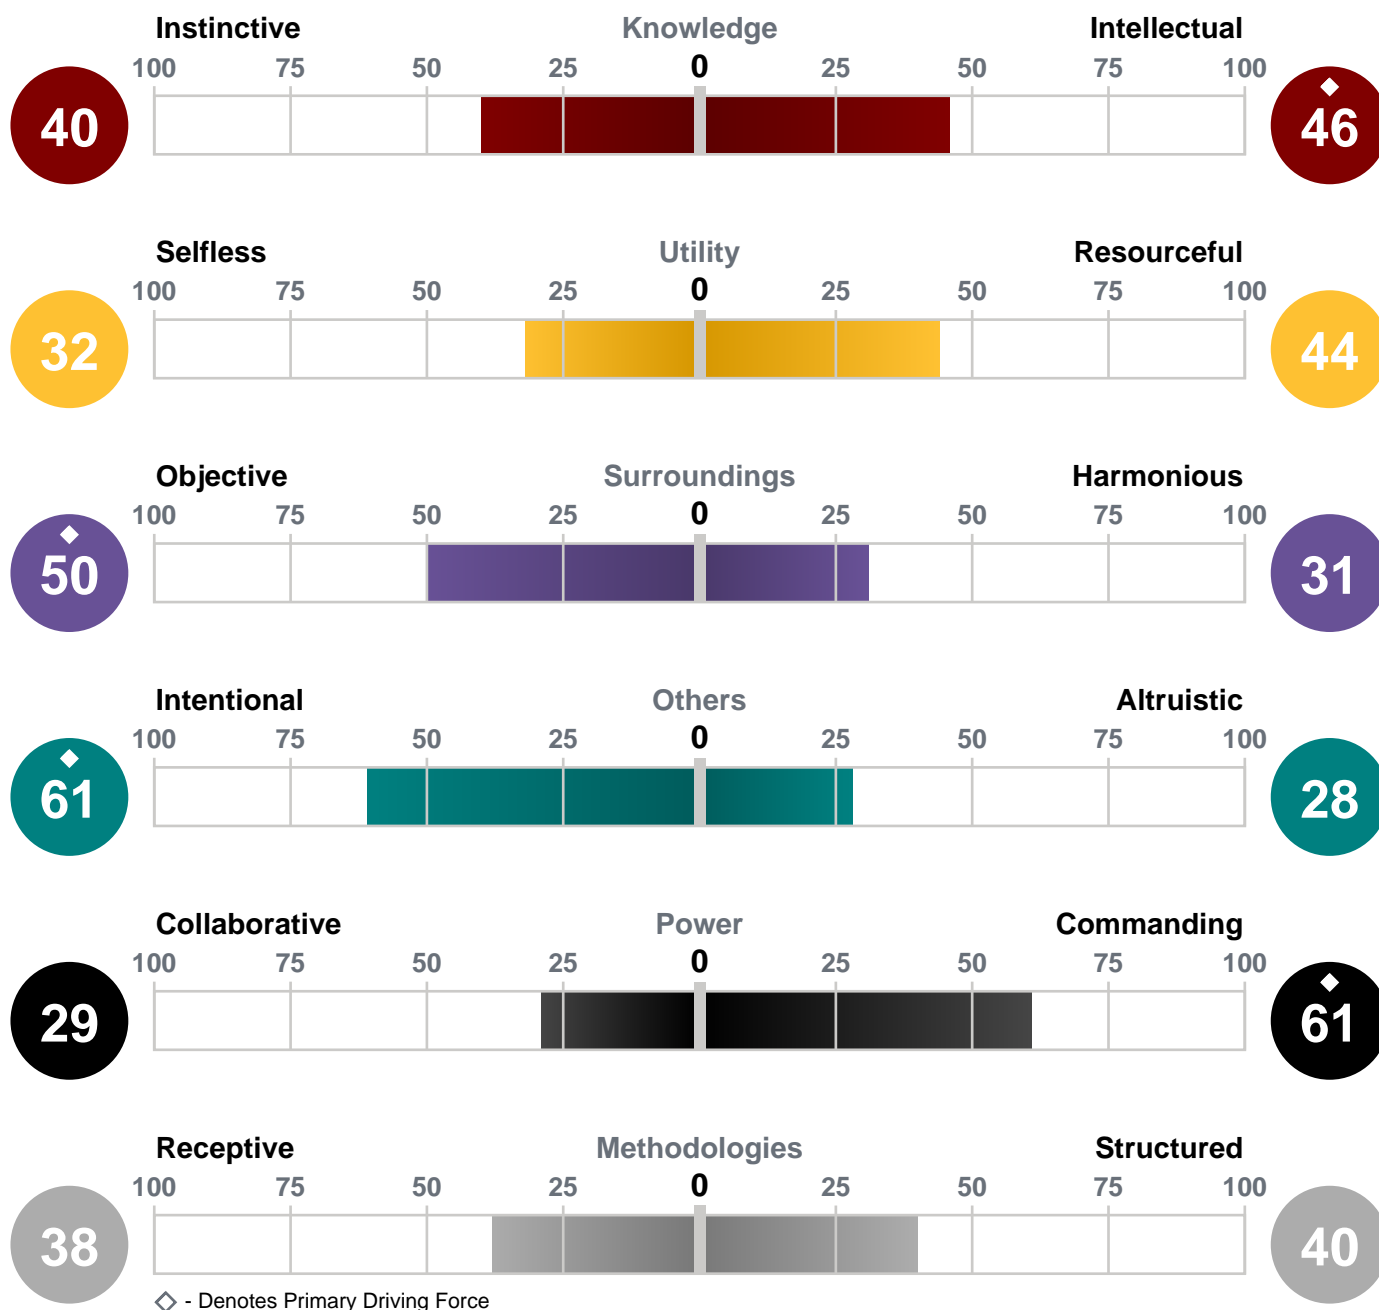 Instinctive Knowledge Intellectual
100 75 50 25 0 25 50 75 100
40 46
Selfless Utility Resourceful
100 75 50 25 0 25 50 75 100
32 44
Objective Surroundings Harmonious
100 75 50 25 0 25 50 75 100
50 31
Intentional Others Altruistic
100 75 50 25 0 25 50 75 100
61 28
Collaborative Power Commanding
100 75 50 25 0 25 50 75 100
29 61
Receptive Methodologies Structured
100 75 50 25 0 25 50 75 100
38 40
◇ - Denotes Primary Driving Force